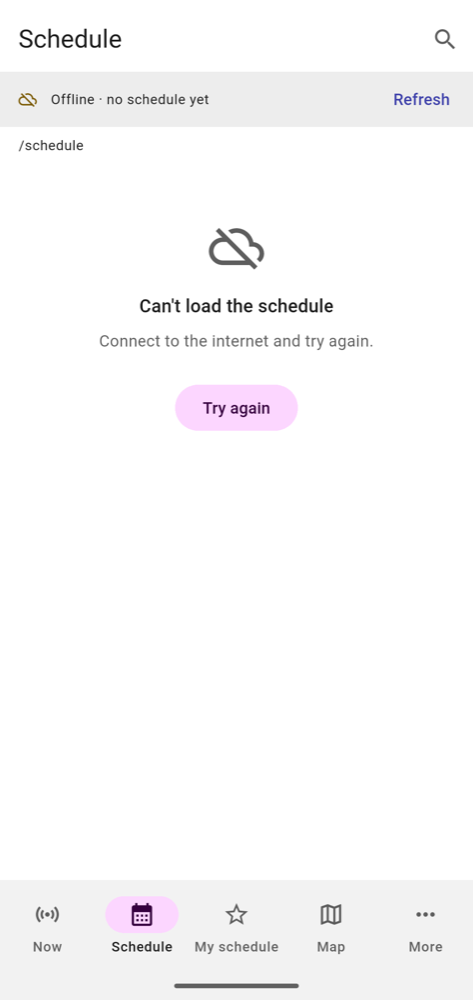 Schedule
Offline · no schedule yet
Refresh
/schedule
Can't load the schedule
Connect to the internet and try again.
Try again
Now
Schedule
My schedule
Map
More